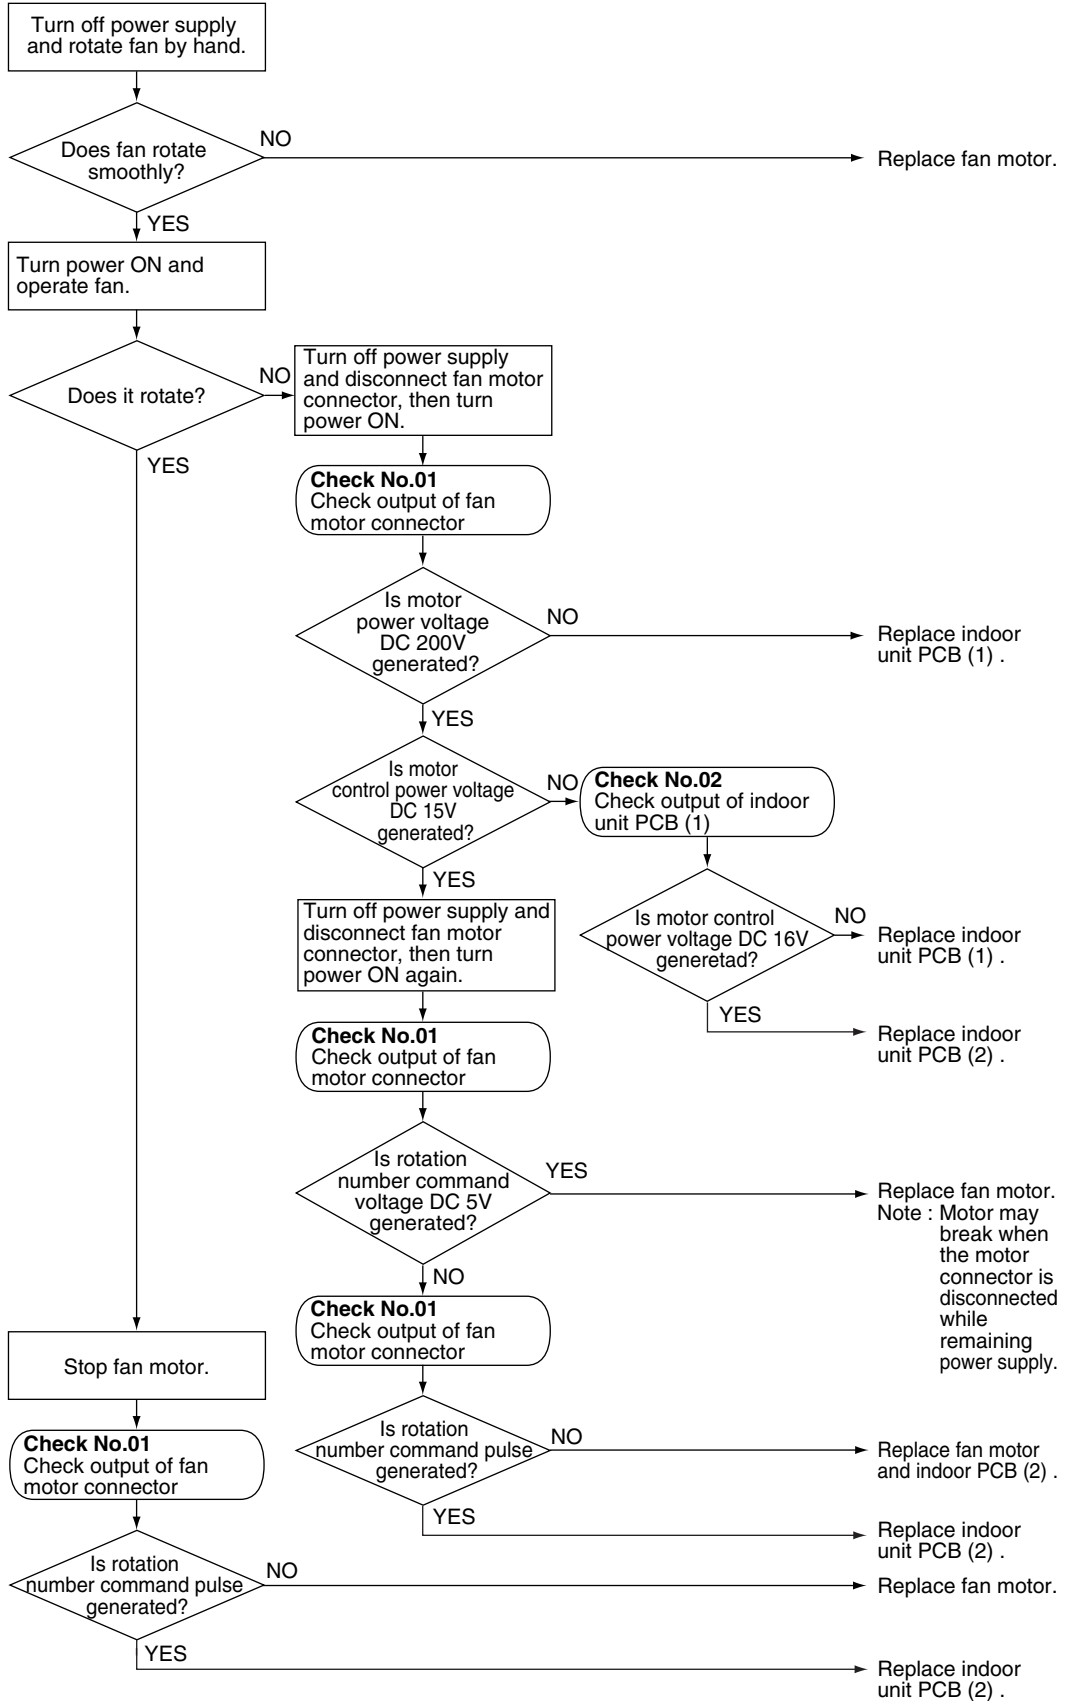 Turn off power supply
and rotate fan by hand.
Does fan rotate
smoothly?
NO
Replace fan motor.
YES
Turn power ON and
operate fan.
Does it rotate?
NO
Turn off power supply
and disconnect fan motor
connector, then turn
power ON.
YES
Check No.01
Check output of fan
motor connector
Is motor
power voltage
DC 200V
generated?
NO
Replace indoor
unit PCB (1) .
YES
Is motor
control power voltage
DC 15V
generated?
NO
Check No.02
Check output of indoor
unit PCB (1)
YES
Is motor control
power voltage DC 16V
generetad?
NO
Replace indoor
unit PCB (1) .
YES
Replace indoor
unit PCB (2) .
Turn off power supply and
disconnect fan motor
connector, then turn
power ON again.
Check No.01
Check output of fan
motor connector
Is rotation
number command
voltage DC 5V
generated?
YES
Replace fan motor.
Note : Motor may
break when
the motor
connector is
disconnected
while
remaining
power supply.
NO
Check No.01
Check output of fan
motor connector
Is rotation
number command pulse
generated?
NO
Replace fan motor
and indoor PCB (2) .
YES
Replace indoor
unit PCB (2) .
Stop fan motor.
Check No.01
Check output of fan
motor connector
Is rotation
number command pulse
generated?
NO
Replace fan motor.
YES
Replace indoor
unit PCB (2) .